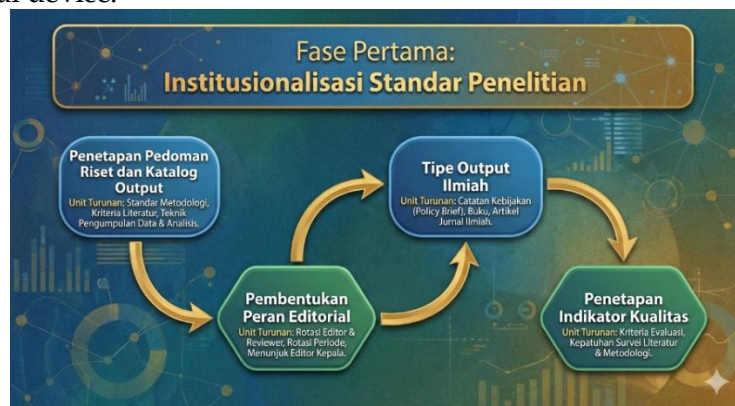 Fase Pertama:
Institusionalisasi Standar Penelitian
Penetapan Pedoman
Riset dan Katalog
Output
Unit Turunan: Standar Metodologi,
Kriteria Literatur, Teknik
Pengumpulan Data & Analisis.
Pembentukan
Peran Editorial
Unit Turunan: Rotasi Editor &
Reviewer, Rotasi Periode,
Menunjuk Editor Kepala.
Tipe Output
Ilmiah
Unit Turunan: Catatan Kebijakan
(Policy Brief), Buku, Artikel
Jurnal Ilmiah.
Penetapan
Indikator Kualitas
Unit Turunan: Kriteria Evaluasi,
Kepatuhan Survei Literatur
& Metodologi.